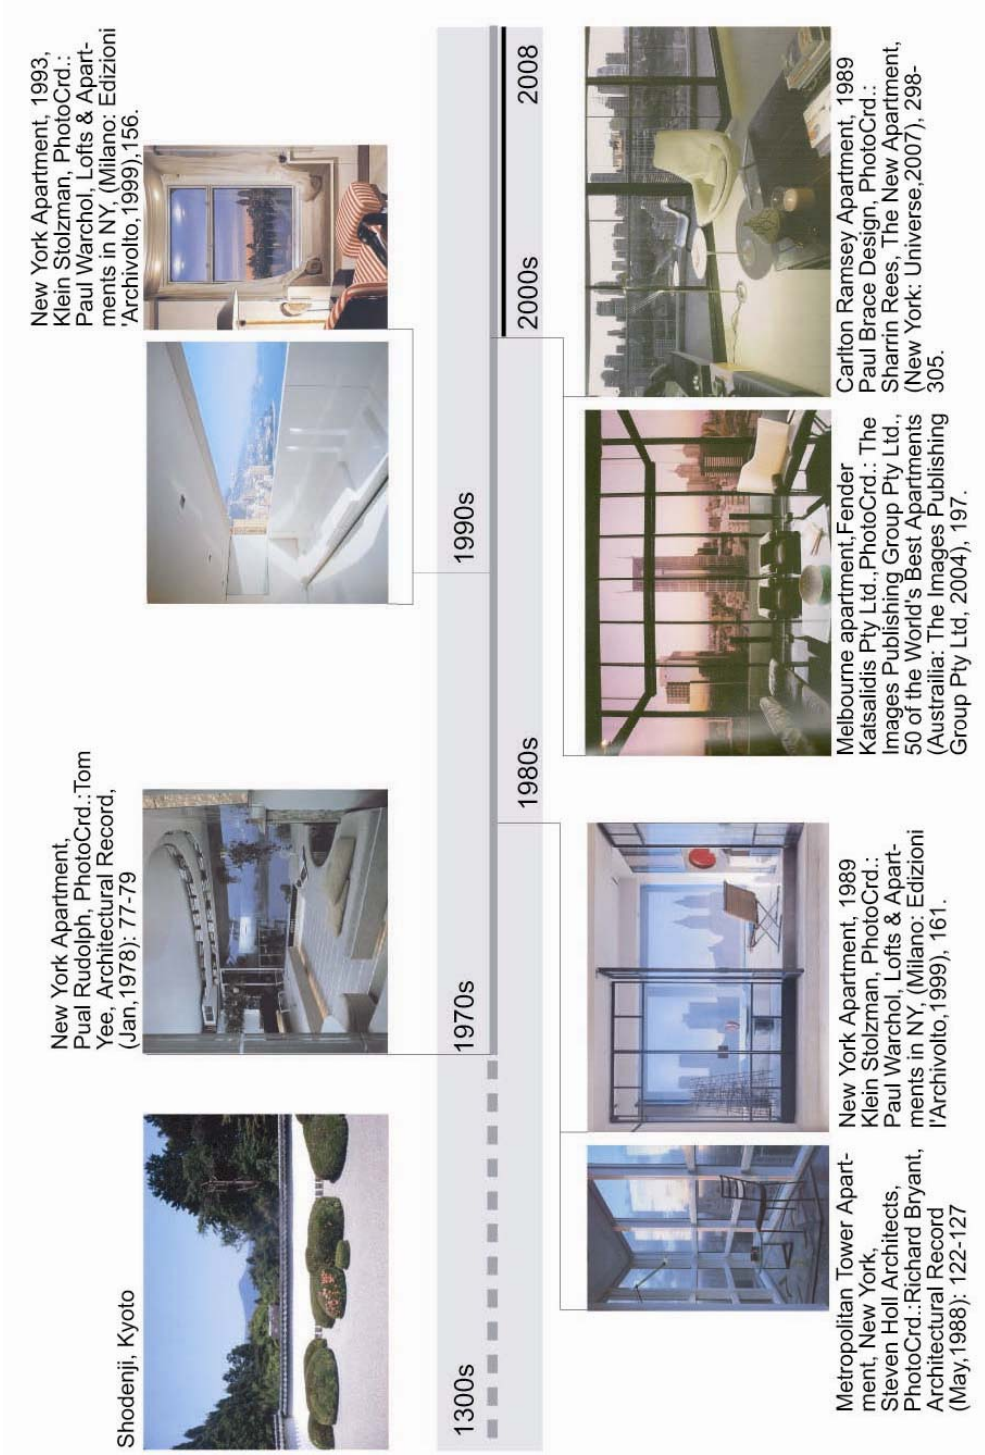 Shodenji, Kyoto
New York Apartment,
Pual Rudolph, PhotoCrd.:Tom
Yee, Architectural Record,
(Jan,1978): 77-79
New York Apartment, 1993,
Klein Stolzman, PhotoCrd.:
Paul Warchol, Lofts & Apart-
ments in NY, (Milano: Edizioni
'Archivolto,1999),156.
1300s
1970s
1980s
1990s
2000s
2008
Metropolitan Tower Apart-
ment, New York,
Steven Holl Architects,
PhotoCrd.:Richard Bryant,
Architectural Record
(May,1988): 122-127
New York Apartment, 1989
Klein Stolzman, PhotoCrd.:
Paul Warchol, Lofts & Apart-
ments in NY, (Milano: Edizioni
l'Archivolto,1999), 161.
Melbourne apartment,Fender
Katsalidis Pty Ltd.,PhotoCrd.: The
Images Publishing Group Pty Ltd.,
50 of the World's Best Apartments
(Austrailia: The Images Publishing
Group Pty Ltd, 2004), 197.
Carlton Ramsey Apartment, 1989
Paul Brace Design, PhotoCrd.:
Sharrin Rees, The New Apartment,
(New York: Universe,2007), 298-
305.